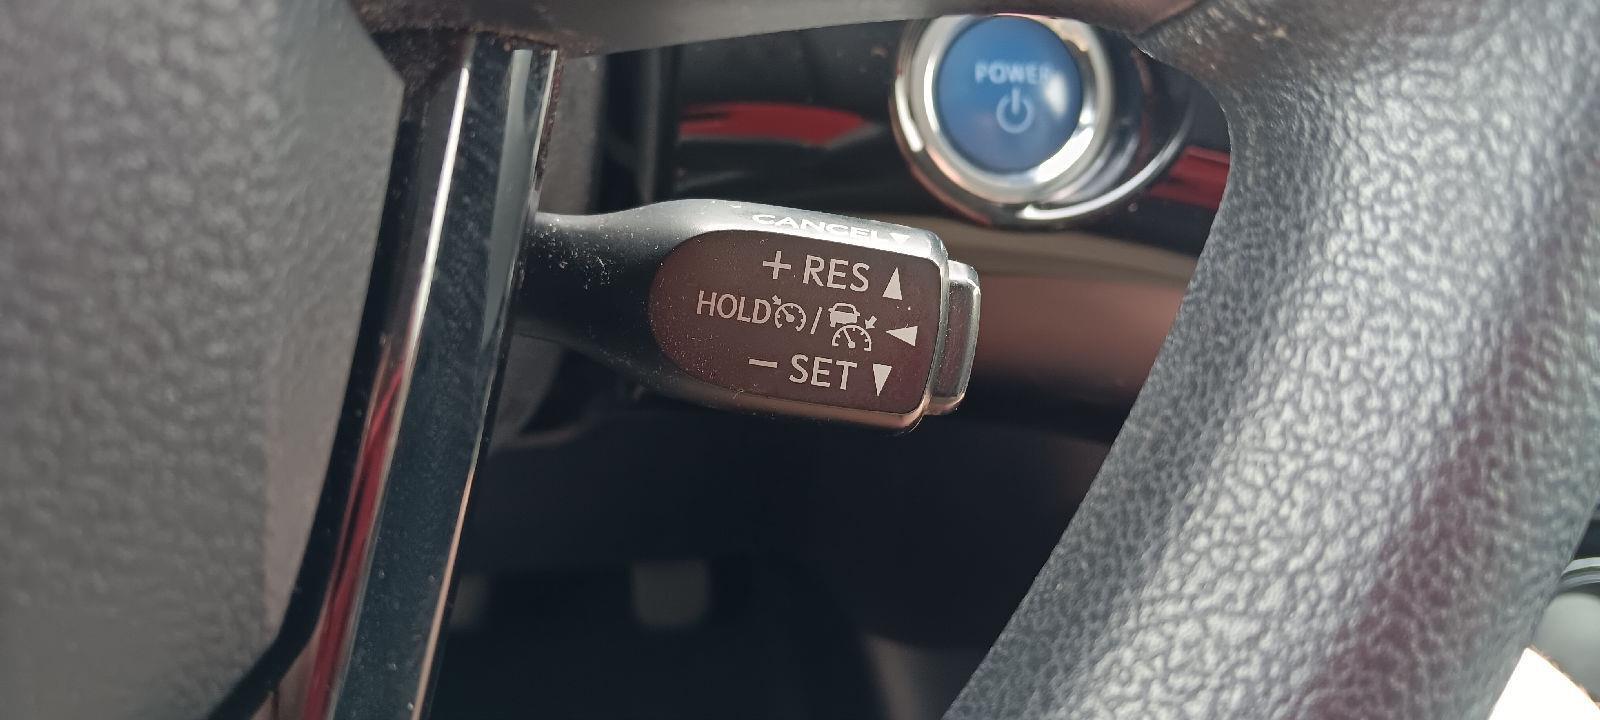 POWER
CANCEL
+ RES
HOLD /
− SET